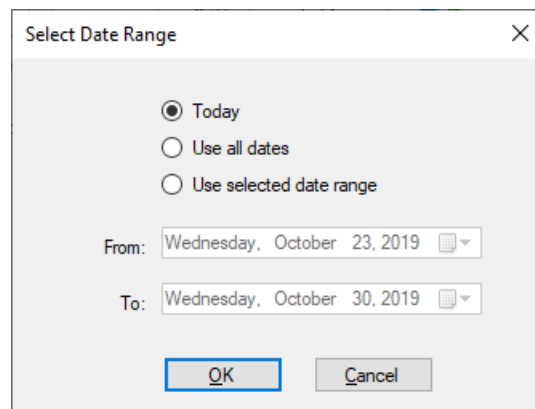 Select Date Range
Today
Use all dates
Use selected date range
From: Wednesday, October 23, 2019
To: Wednesday, October 30, 2019
OK Cancel